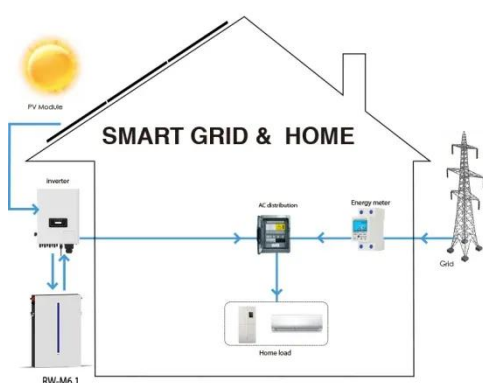 PV Module
SMART GRID & HOME
Inverter
AC distribution
Energy meter
Grid
Home load
RW-M6.1